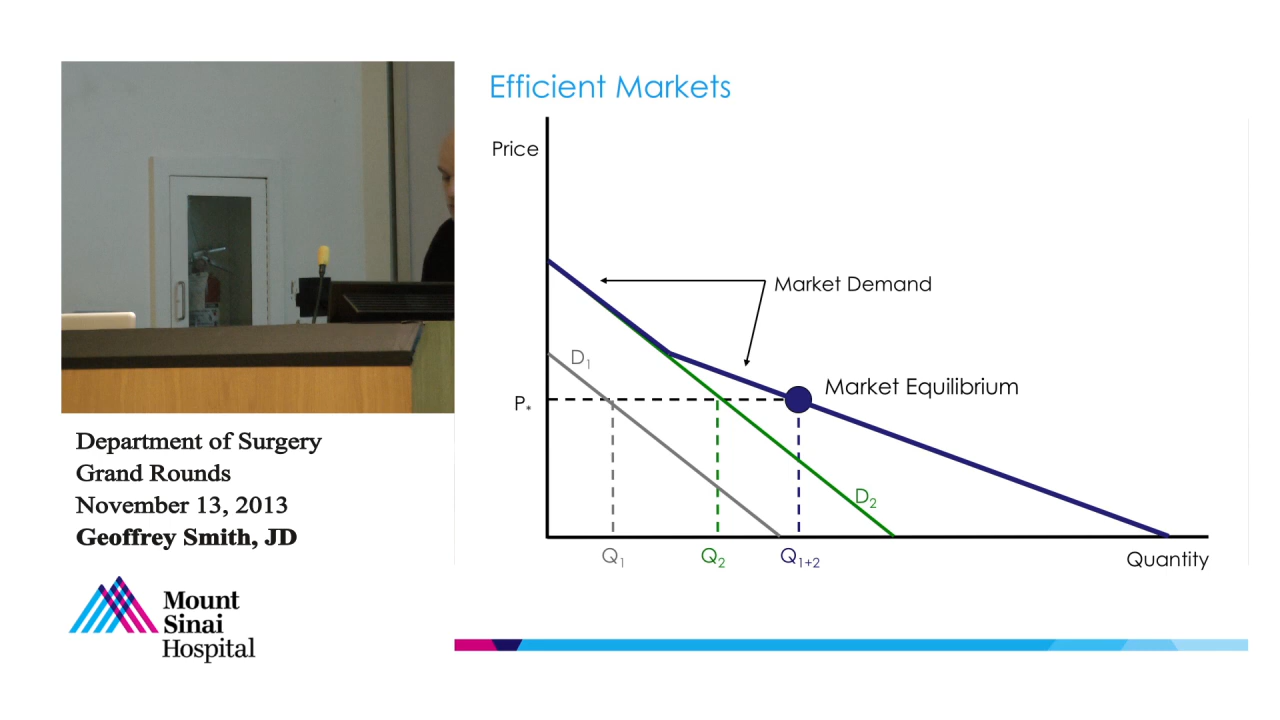 Efficient Markets
Price
Market Demand
D1
Market Equilibrium
P*
D2
Q1
Q2
Q1+2
Quantity
Department of Surgery
Grand Rounds
November 13, 2013
Geoffrey Smith, JD
Mount
Sinai
Hospital